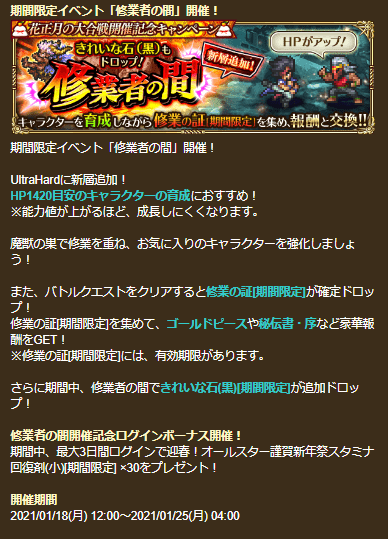 期間限定イベント「修業者の間」開催！
花正月の大合戦開催記念キャンペーン
きれいな石(黒)も
ドロップ！
新層追加！
HPがアップ！
修業者の間
キャラクターを育成しながら修業の証[期間限定]を集め、報酬と交換!!
期間限定イベント「修業者の間」開催！
UltraHardに新層追加！
HP1420目安のキャラクターの育成におすすめ！
※能力値が上がるほど、成長しにくくなります。
魔獣の巣で修業を重ね、お気に入りのキャラクターを強化しましょ
う！
また、バトルクエストをクリアすると修業の証[期間限定]が確定ドロッ
プ！
修業の証[期間限定]を集めて、ゴールドピースや秘伝書・序など豪華報
酬をGET！
※修業の証[期間限定]には、有効期限があります。
さらに期間中、修業者の間できれいな石(黒)[期間限定]が追加ドロッ
プ！
修業者の間開催記念ログインボーナス開催！
期間中、最大3日間ログインで迎春！オールスター謹賀新年祭スタミナ
回復剤(小)[期間限定] ×30をプレゼント！
開催期間
2021/01/18(月) 12:00～2021/01/25(月) 04:00